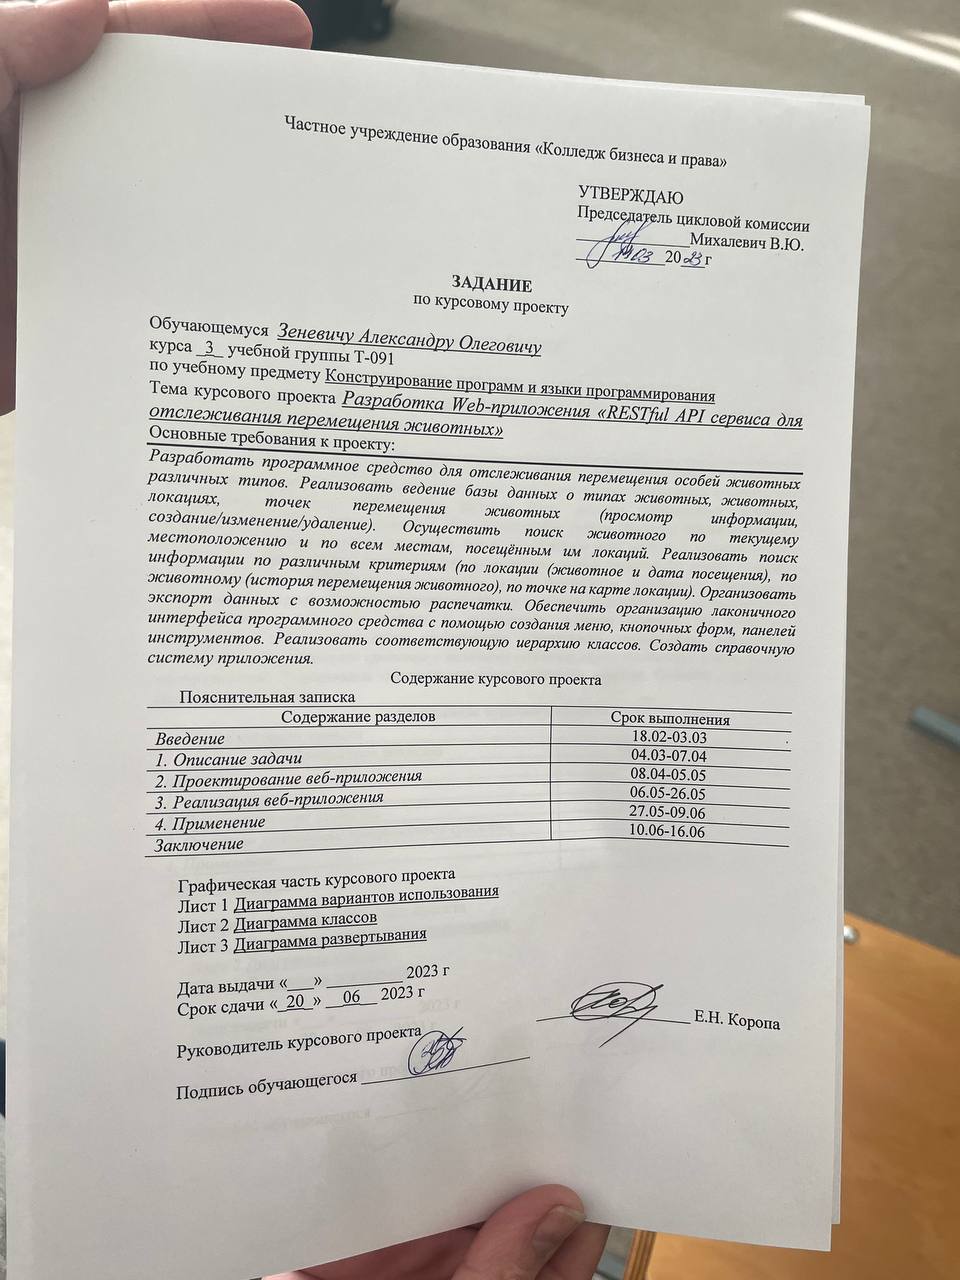 Частное учреждение образования «Колледж бизнеса и права»
УТВЕРЖДАЮ
Председатель цикловой комиссии
Михалевич В.Ю.
14.03 2023 г
ЗАДАНИЕ
по курсовому проекту
Обучающемуся Зеневичу Александру Олеговичу
курса _3_ учебной группы Т-091
по учебному предмету Конструирование программ и языки программирования
Тема курсового проекта Разработка Web-приложения «RESTful API сервиса для
отслеживания перемещения животных»
Основные требования к проекту:
Разработать программное средство для отслеживания перемещения особей животных
различных типов. Реализовать ведение базы данных о типах животных, животных,
локациях, точек перемещения животных (просмотр информации,
создание/изменение/удаление). Осуществить поиск животного по текущему
местоположению и по всем местам, посещённым им локаций. Реализовать поиск
информации по различным критериям (по локации (животное и дата посещения), по
животному (история перемещения животного), по точке на карте локации). Организовать
экспорт данных с возможностью распечатки. Обеспечить организацию лаконичного
интерфейса программного средства с помощью создания меню, кнопочных форм, панелей
инструментов. Реализовать соответствующую иерархию классов. Создать справочную
систему приложения.
Содержание курсового проекта
Пояснительная записка
Содержание разделов Срок выполнения
Введение 18.02-03.03
1. Описание задачи 04.03-07.04
2. Проектирование веб-приложения 08.04-05.05
3. Реализация веб-приложения 06.05-26.05
4. Применение 27.05-09.06
Заключение 10.06-16.06
Графическая часть курсового проекта
Лист 1 Диаграмма вариантов использования
Лист 2 Диаграмма классов
Лист 3 Диаграмма развертывания
Дата выдачи «___» _________ 2023 г
Срок сдачи «_20_» __06__ 2023 г
Руководитель курсового проекта Е.Н. Коропа
Подпись обучающегося